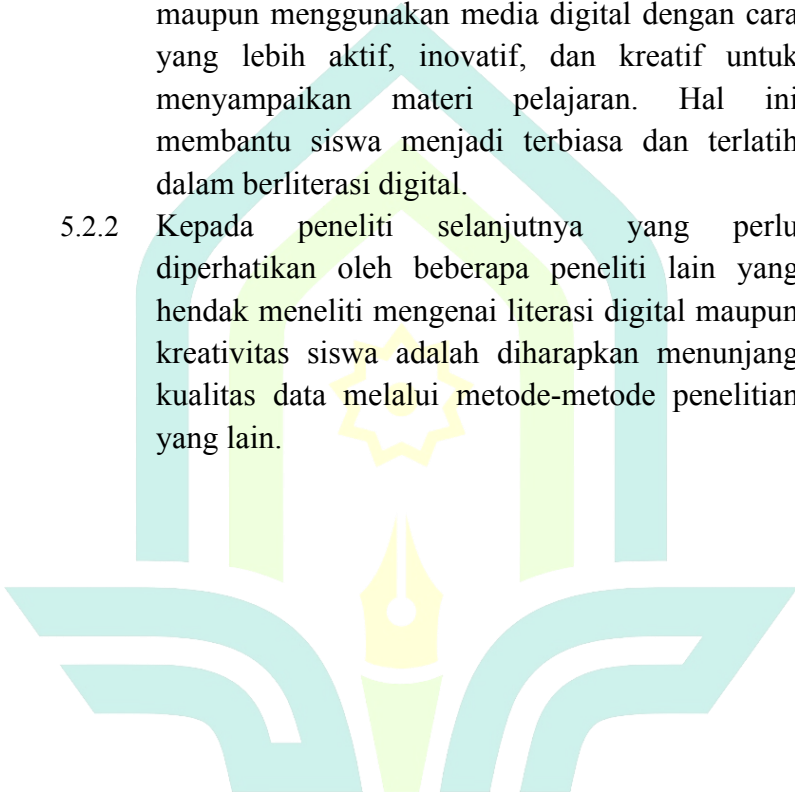 maupun menggunakan media digital dengan cara
yang lebih aktif, inovatif, dan kreatif untuk
menyampaikan materi pelajaran. Hal ini
membantu siswa menjadi terbiasa dan terlatih
dalam berliterasi digital.
5.2.2 Kepada peneliti selanjutnya yang perlu
diperhatikan oleh beberapa peneliti lain yang
hendak meneliti mengenai literasi digital maupun
kreativitas siswa adalah diharapkan menunjang
kualitas data melalui metode-metode penelitian
yang lain.